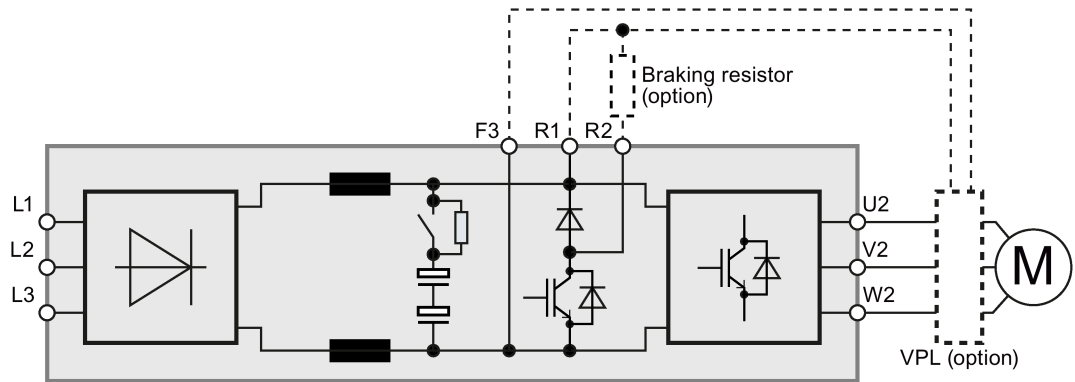 Braking resistor
(option)
F3
R1
R2
L1
L2
L3
U2
V2
W2
M
VPL (option)